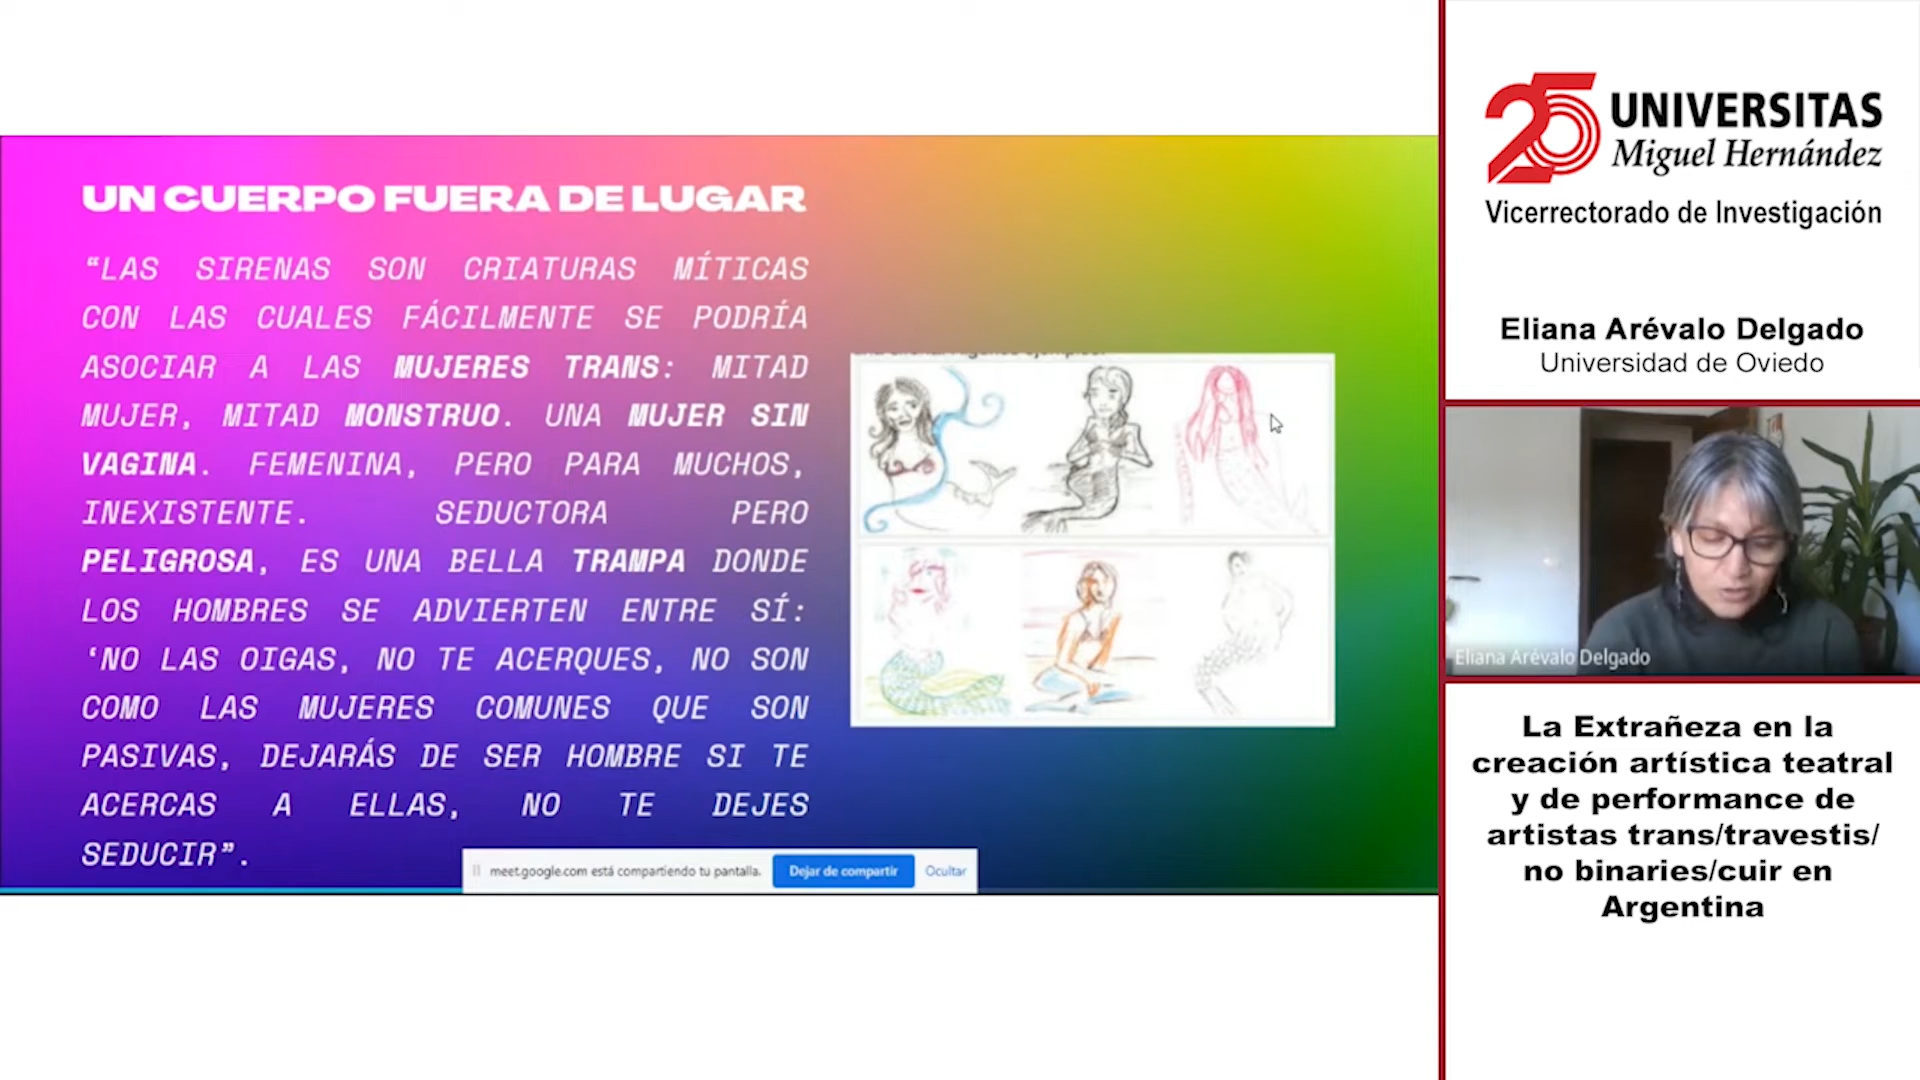 UN CUERPO FUERA DE LUGAR
“LAS SIRENAS SON CRIATURAS MÍTICAS
CON LAS CUALES FÁCILMENTE SE PODRÍA
ASOCIAR A LAS MUJERES TRANS: MITAD
MUJER, MITAD MONSTRUO. UNA MUJER SIN
VAGINA. FEMENINA, PERO PARA MUCHOS,
INEXISTENTE. SEDUCTORA PERO
PELIGROSA, ES UNA BELLA TRAMPA DONDE
LOS HOMBRES SE ADVIERTEN ENTRE SÍ:
‘NO LAS OIGAS, NO TE ACERQUES, NO SON
COMO LAS MUJERES COMUNES QUE SON
PASIVAS, DEJARÁS DE SER HOMBRE SI TE
ACERCAS A ELLAS, NO TE DEJES
SEDUCIR”.
meet.google.com está compartiendo tu pantalla.
Dejar de compartir
Ocultar
25 UNIVERSITAS
Miguel Hernández
Vicerrectorado de Investigación
Eliana Arévalo Delgado
Universidad de Oviedo
Eliana Arévalo Delgado
La Extrañeza en la
creación artística teatral
y de performance de
artistas trans/travestis/
no binaries/cuir en
Argentina